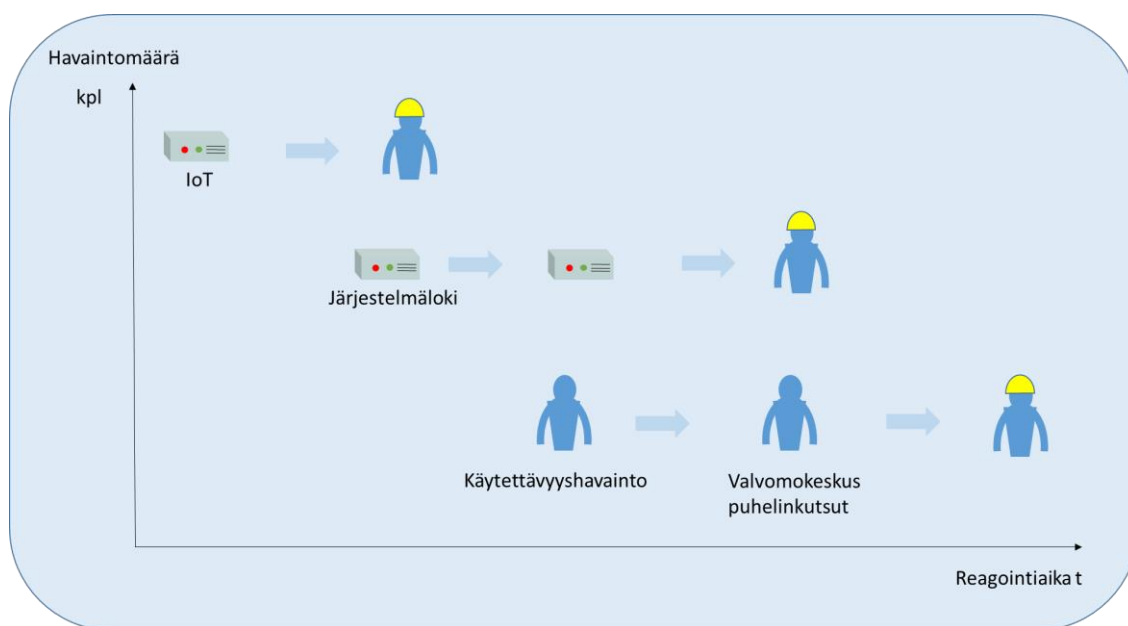 Havaintomäärä
kpl
IoT
Järjestelmäloki
Käytettävyyshavainto
Valvomokeskus
puhelinkutsut
Reagointiaika t